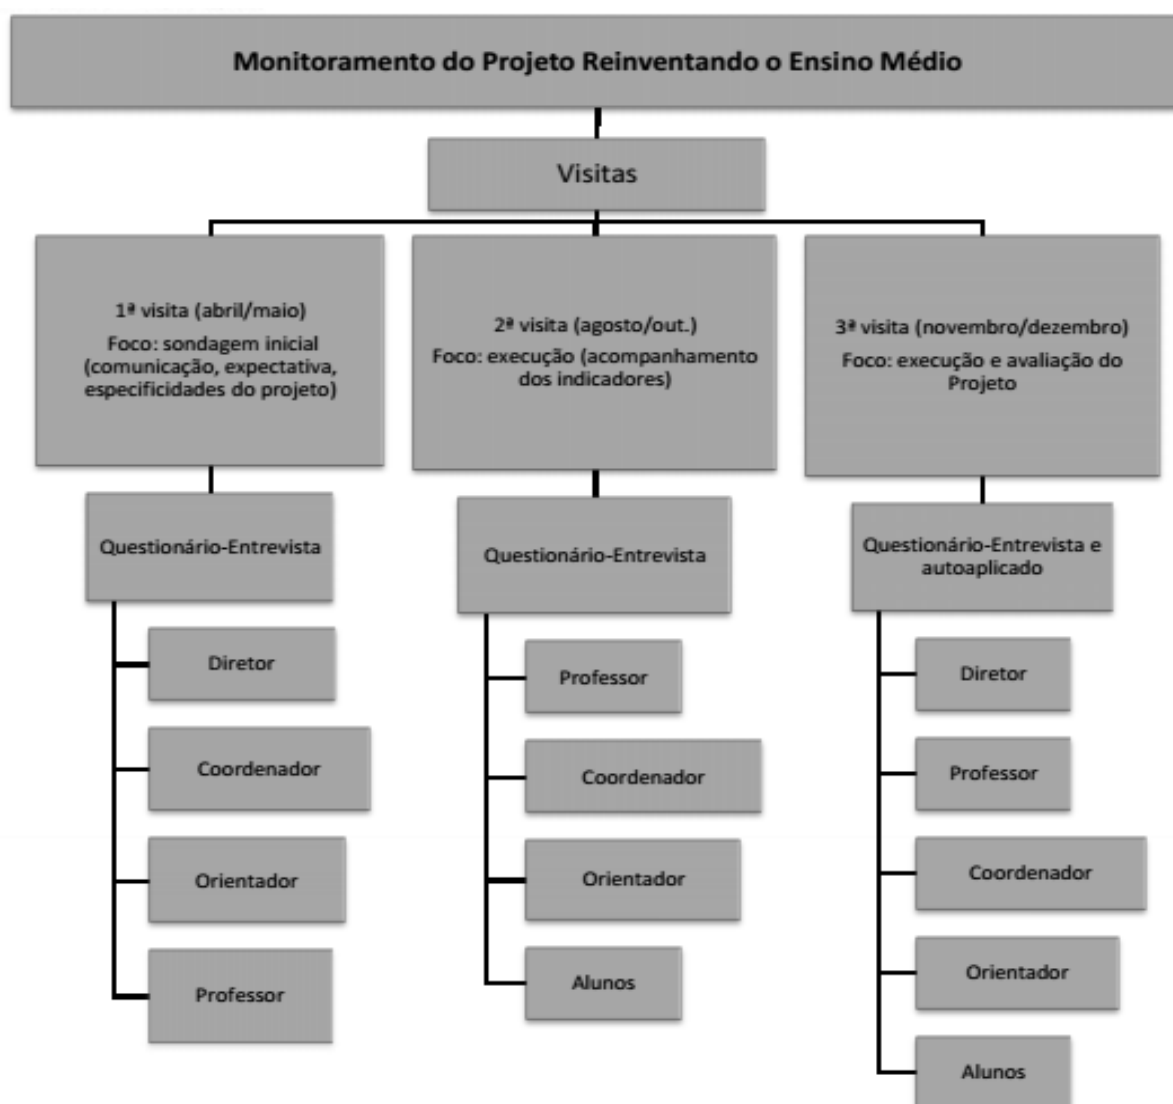 Monitoramento do Projeto Reinventando o Ensino Médio
Visitas
1ª visita (abril/maio)
Foco: sondagem inicial
(comunicação, expectativa,
especificidades do projeto)
Questionário-Entrevista
Diretor
Coordenador
Orientador
Professor
2ª visita (agosto/out.)
Foco: execução (acompanhamento
dos indicadores)
Questionário-Entrevista
Professor
Coordenador
Orientador
Alunos
3ª visita (novembro/dezembro)
Foco: execução e avaliação do
Projeto
Questionário-Entrevista e
autoaplicado
Diretor
Professor
Coordenador
Orientador
Alunos